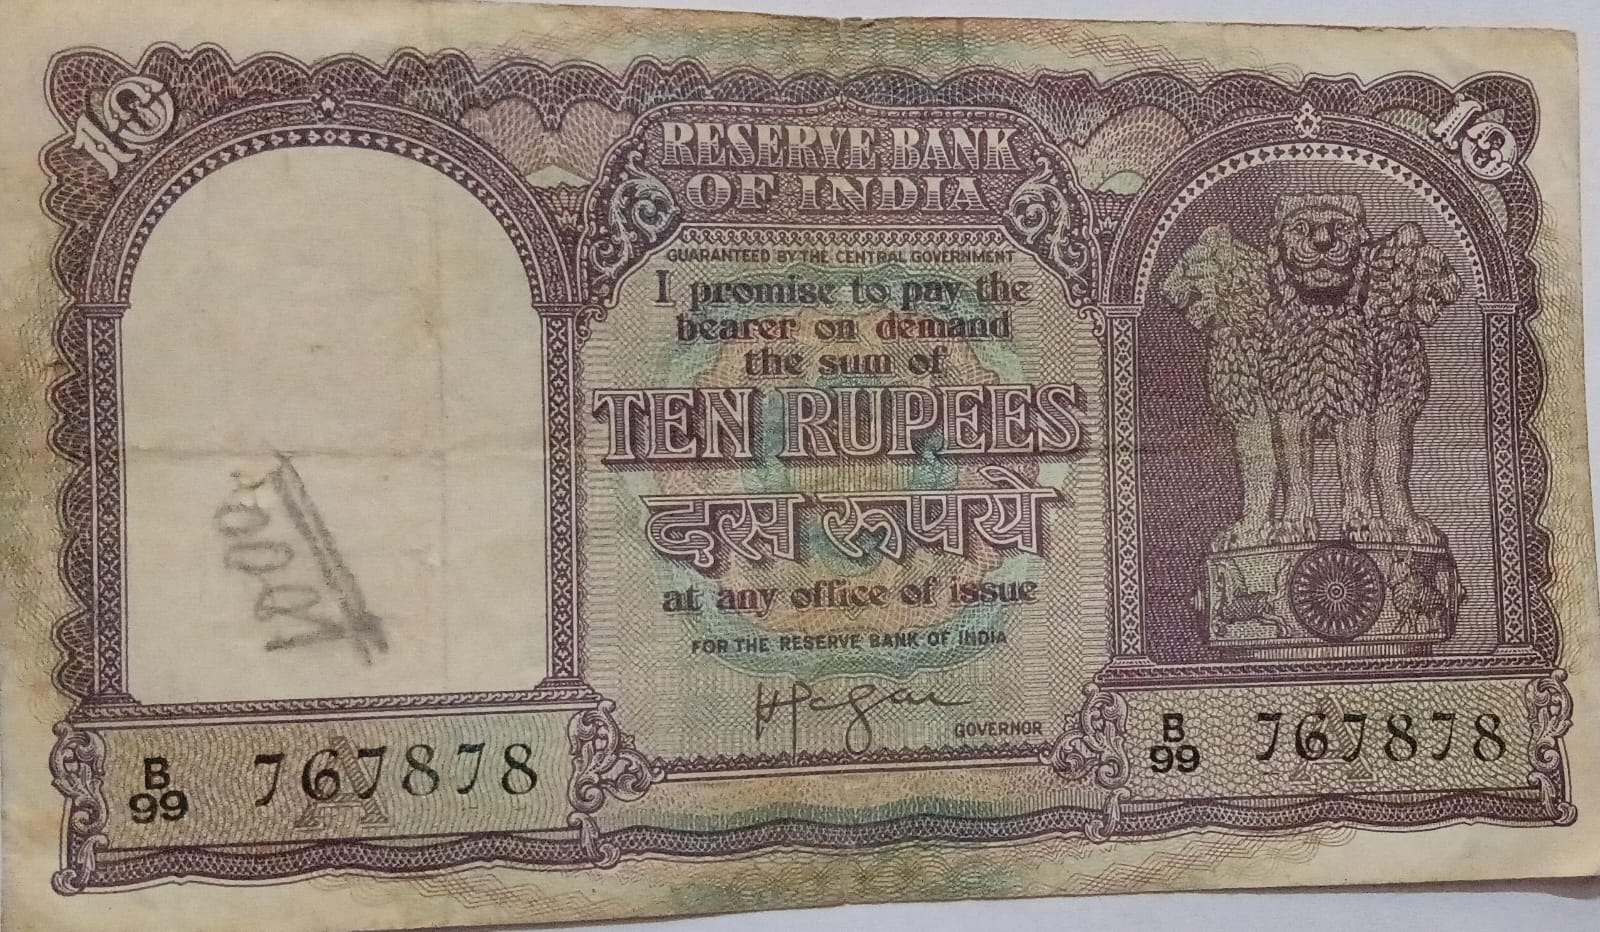 10
10
RESERVE BANK
OF INDIA
GUARANTEED BY THE CENTRAL GOVERNMENT
I promise to pay the
bearer on demand
the sum of
TEN RUPEES
दस रूपये
at any office of issue
FOR THE RESERVE BANK OF INDIA
GOVERNOR
B
99 767878
A
B
99 767878
A